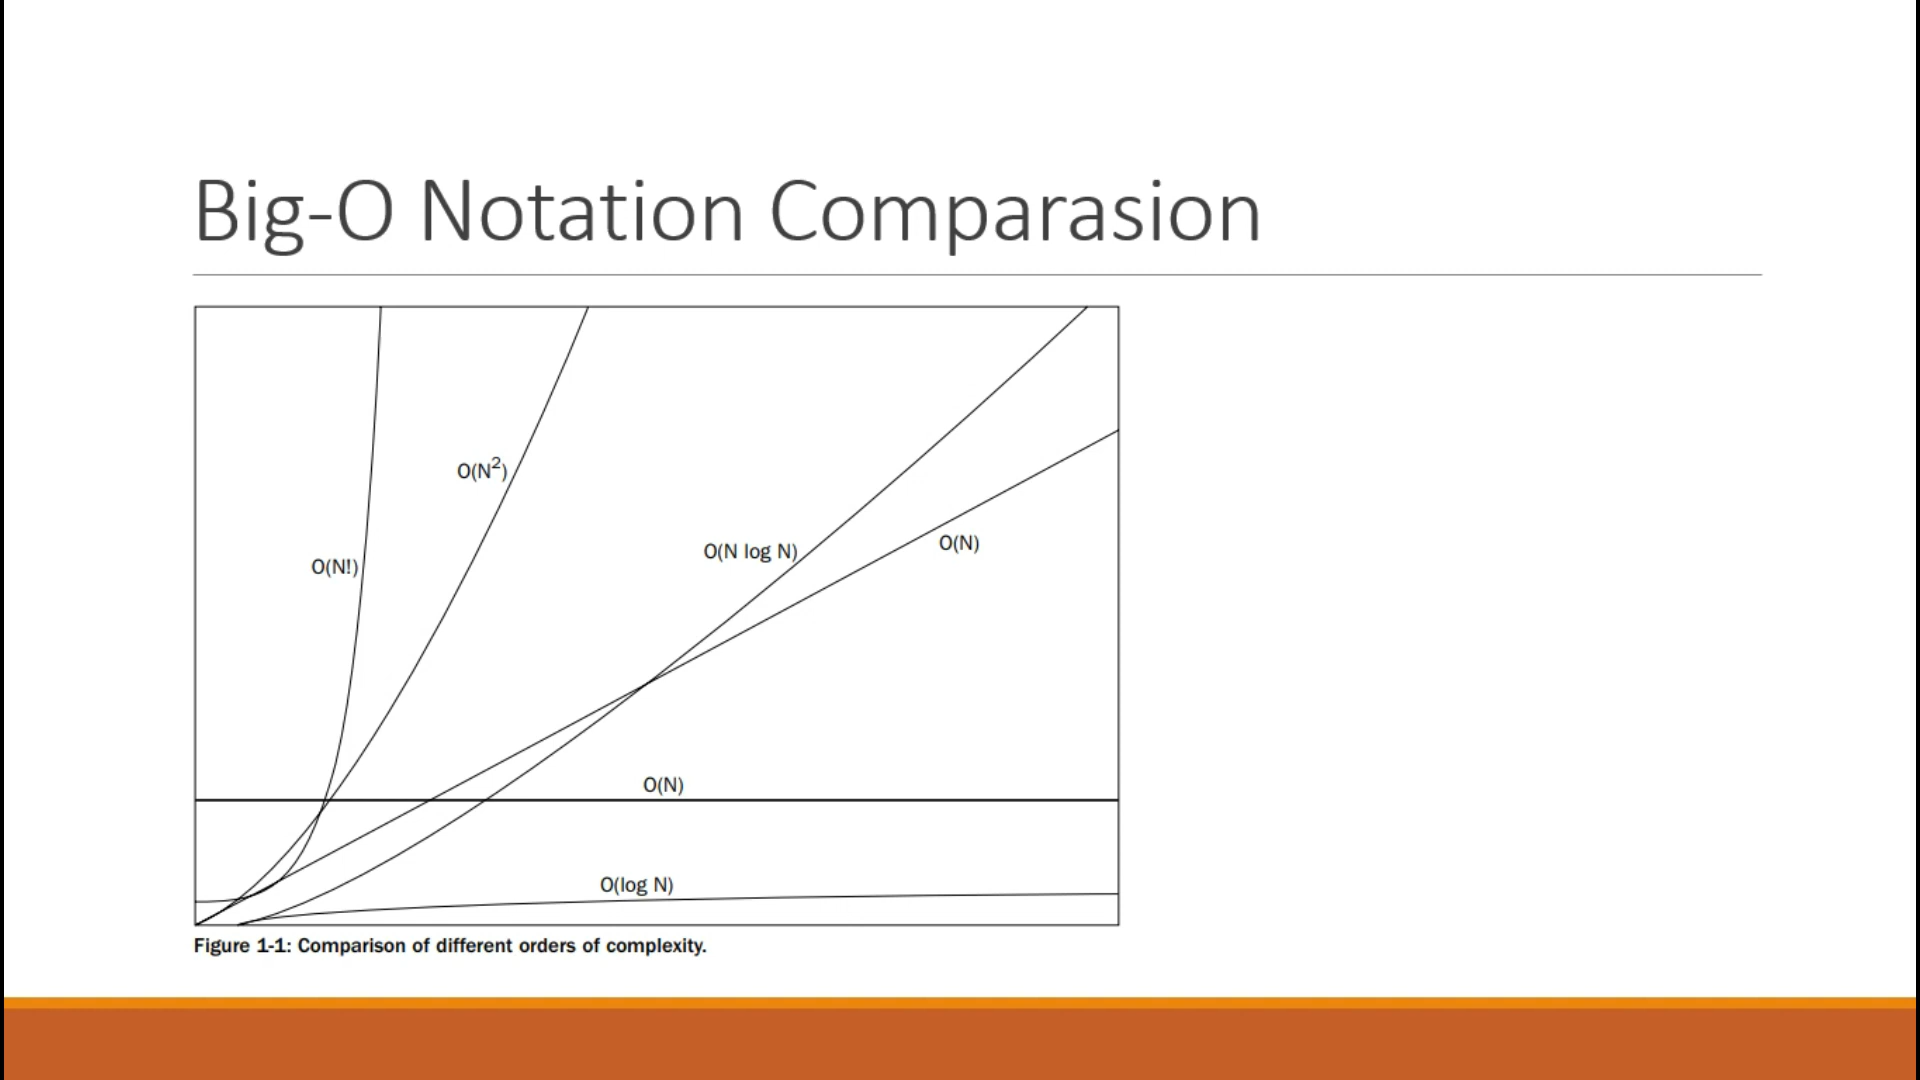 Big-O Notation Comparasion
O(N²)
O(N!)
O(N log N)
O(N)
O(N)
O(log N)
Figure 1-1: Comparison of different orders of complexity.